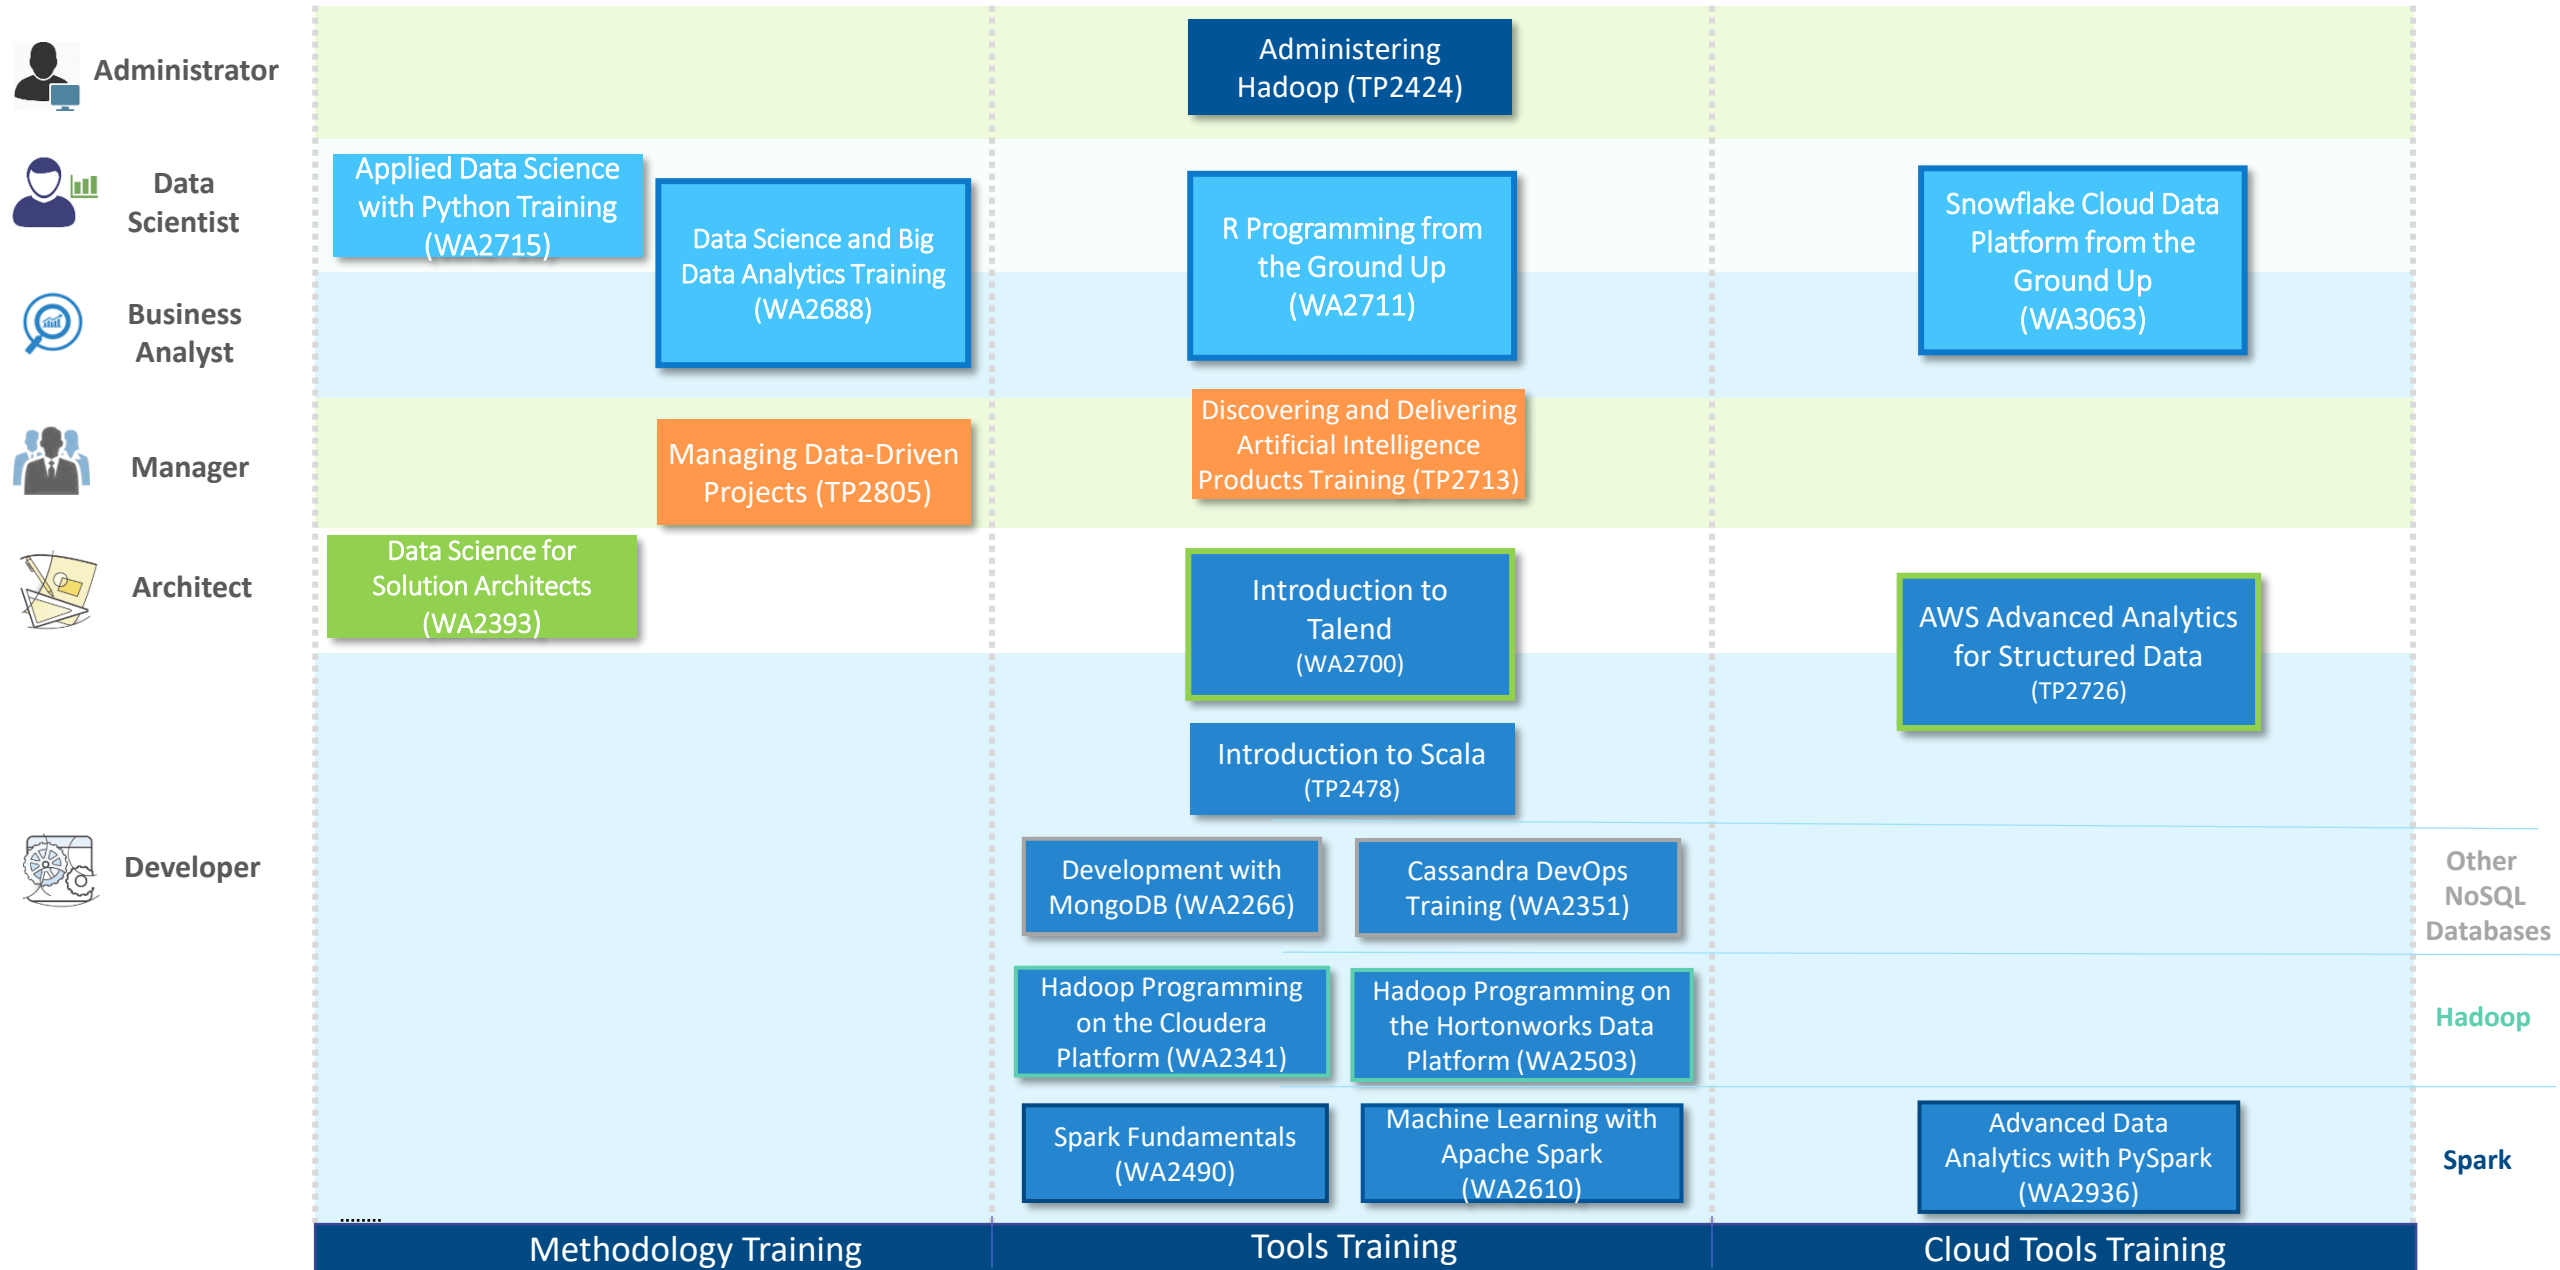 Administrator
Administering
Hadoop (TP2424)
Data
Scientist
Applied Data Science
with Python Training
(WA2715)
Data Science and Big
Data Analytics Training
(WA2688)
R Programming from
the Ground Up
(WA2711)
Snowflake Cloud Data
Platform from the
Ground Up
(WA3063)
Business
Analyst
Manager
Managing Data-Driven
Projects (TP2805)
Discovering and Delivering
Artificial Intelligence
Products Training (TP2713)
Architect
Data Science for
Solution Architects
(WA2393)
Introduction to
Talend
(WA2700)
AWS Advanced Analytics
for Structured Data
(TP2726)
Introduction to Scala
(TP2478)
Developer
Development with
MongoDB (WA2266)
Cassandra DevOps
Training (WA2351)
Other
NoSQL
Databases
Hadoop Programming
on the Cloudera
Platform (WA2341)
Hadoop Programming on
the Hortonworks Data
Platform (WA2503)
Hadoop
Spark Fundamentals
(WA2490)
Machine Learning with
Apache Spark
(WA2610)
Advanced Data
Analytics with PySpark
(WA2936)
Spark
Methodology Training
Tools Training
Cloud Tools Training